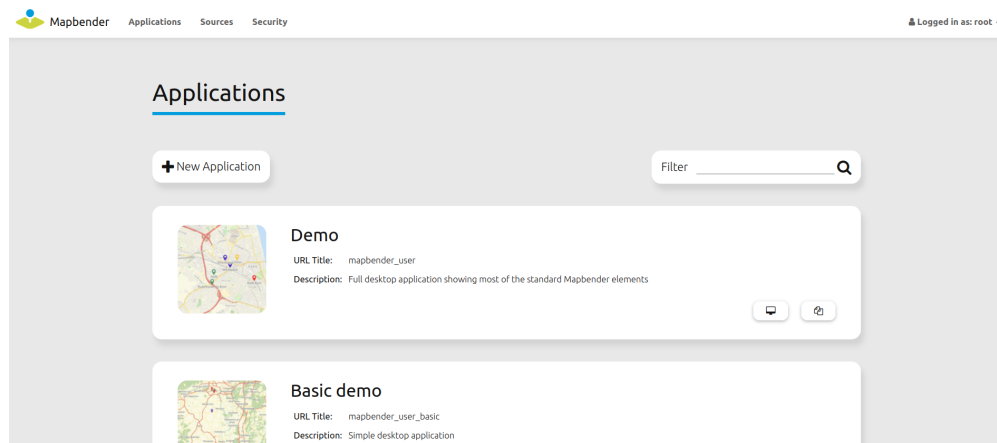 Mapbender Applications Sources Security Logged in as: root
Applications
New Application
Filter
Demo
URL Title: mapbender_user
Description: Full desktop application showing most of the standard Mapbender elements
Basic demo
URL Title: mapbender_user_basic
Description: Simple desktop application